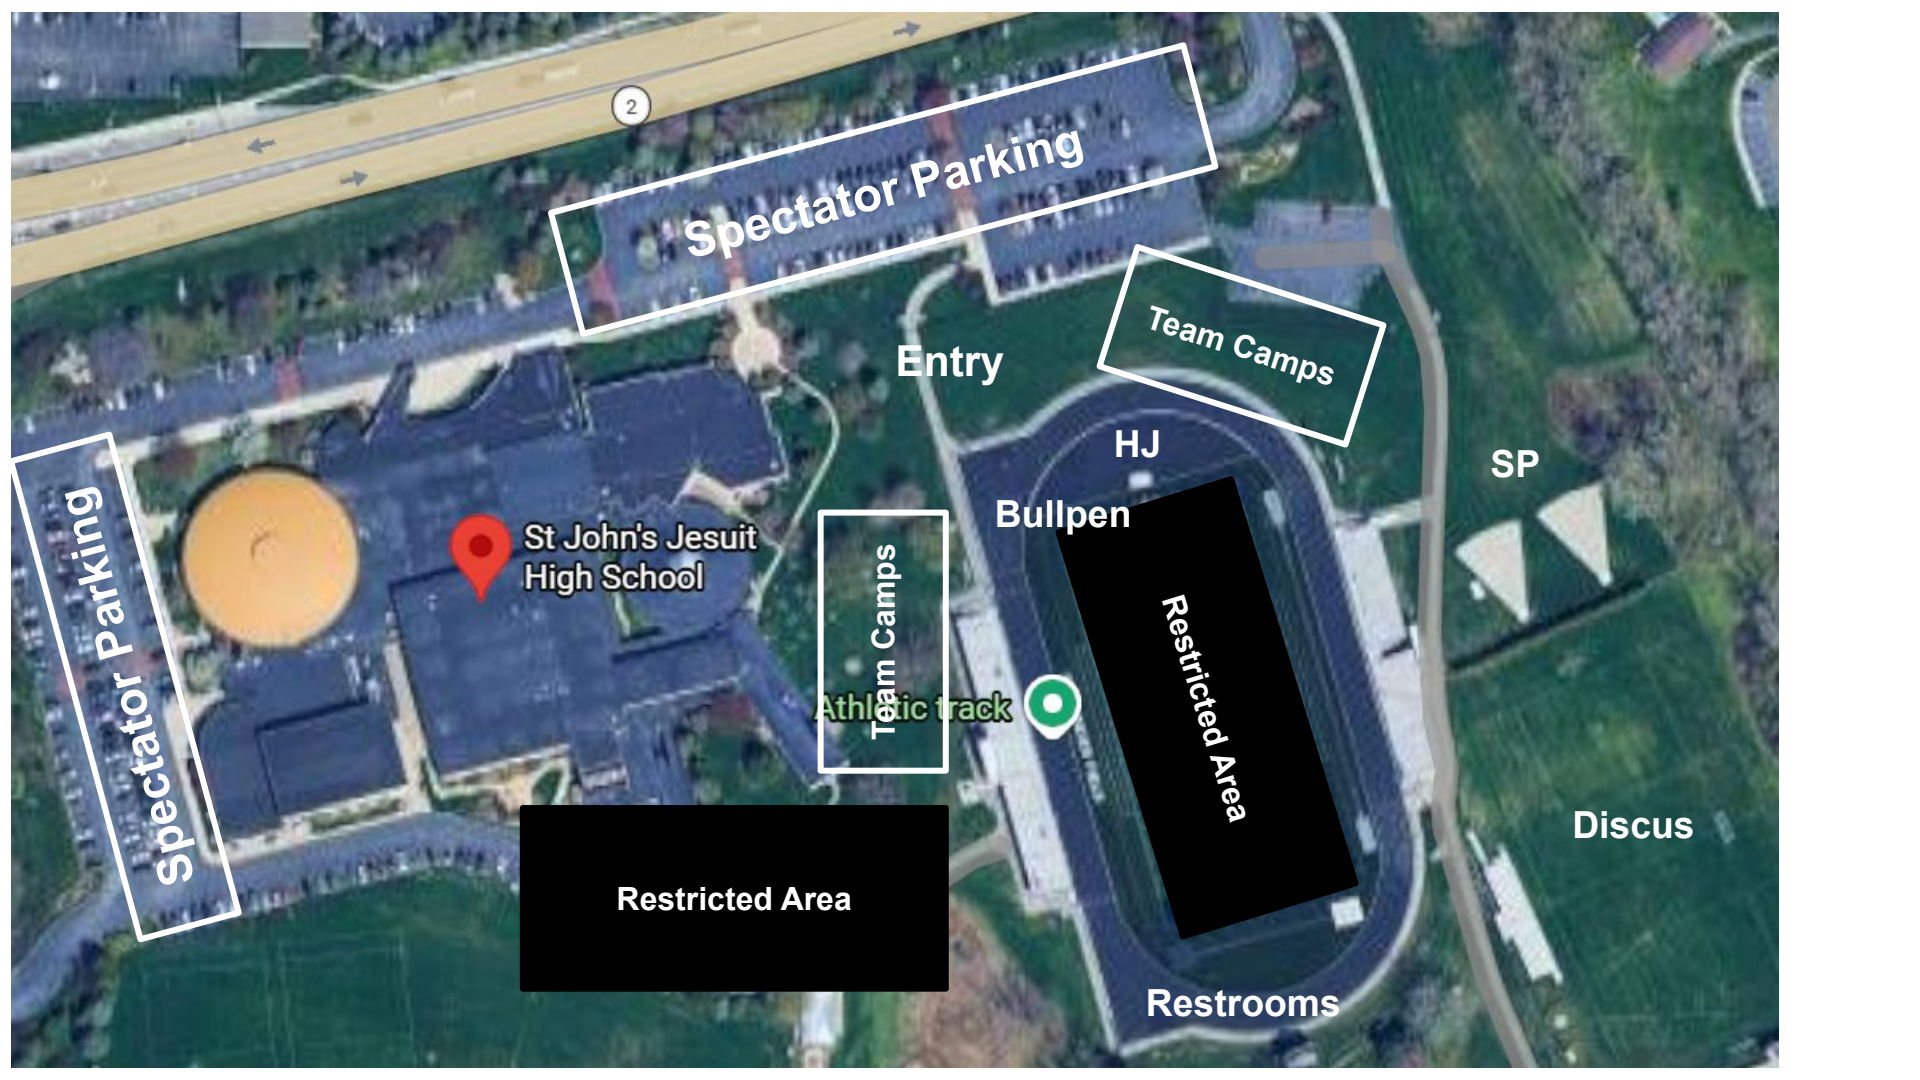 2
Spectator Parking
Team Camps
Entry
HJ
SP
Bullpen
Spectator Parking
St John's Jesuit
High School
Team Camps
Restricted Area
Athletic track
Discus
Restricted Area
Restrooms